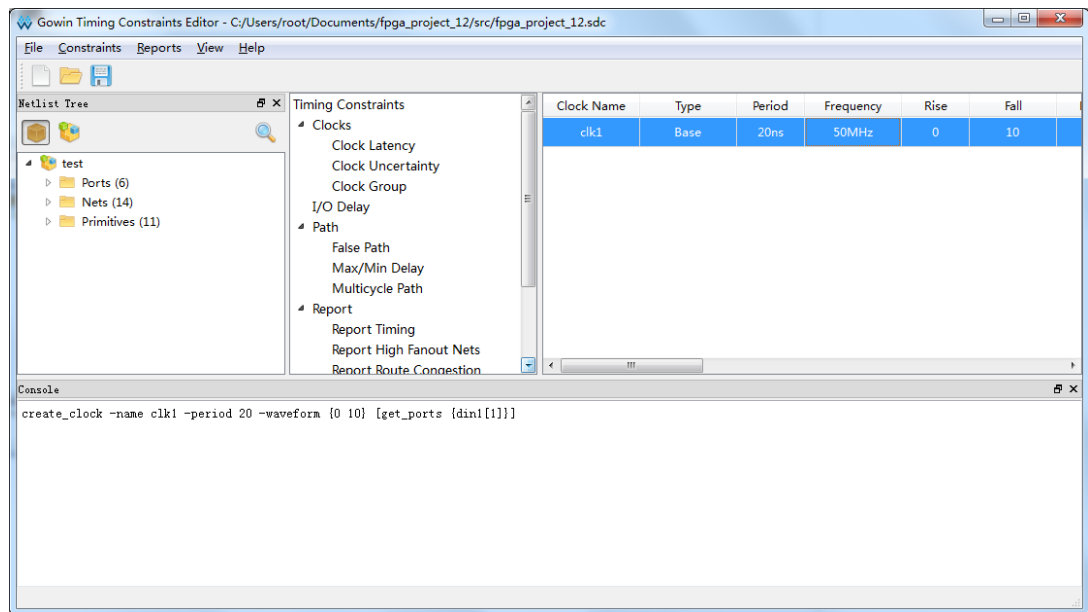 Gowin Timing Constraints Editor - C:/Users/root/Documents/fpga_project_12/src/fpga_project_12.sdc
File Constraints Reports View Help
Netlist Tree
test
Ports (6)
Nets (14)
Primitives (11)
Timing Constraints
Clocks
Clock Latency
Clock Uncertainty
Clock Group
I/O Delay
Path
False Path
Max/Min Delay
Multicycle Path
Report
Report Timing
Report High Fanout Nets
Report Route Congestion
Clock Name Type Period Frequency Rise Fall
clk1 Base 20ns 50MHz 0 10
Console
create_clock -name clk1 -period 20 -waveform {0 10} [get_ports {din1[1]}]